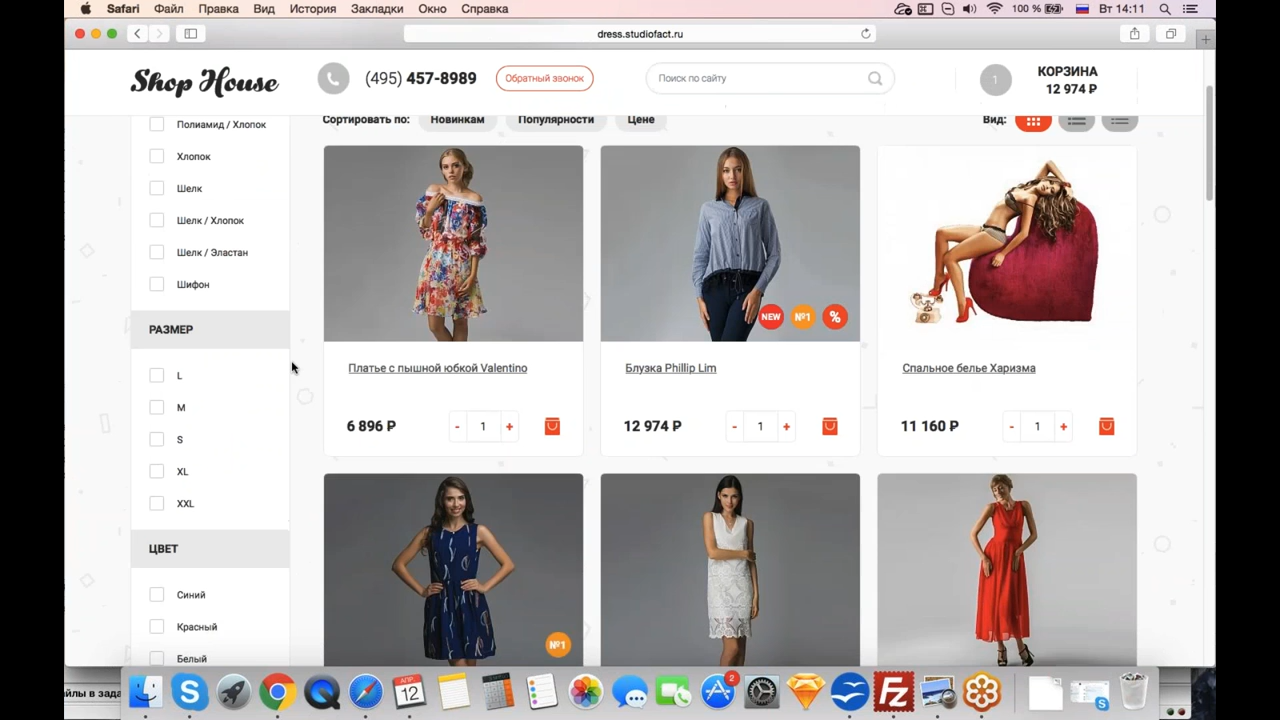 Safari Файл Правка Вид История Закладки Окно Справка 100 % Вт 14:11
dress.studiofact.ru
Shop House (495) 457-8989 Обратный звонок Поиск по сайту 1 КОРЗИНА
12 974 ₽
Сортировать по: Новинкам Популярности Цене Вид:
Полиамид / Хлопок
Хлопок
Шелк
Шелк / Хлопок
Шелк / Эластан
Шифон
РАЗМЕР
L
M
S
XL
XXL
ЦВЕТ
Синий
Красный
Белый
NEW №1 %
Платье с пышной юбкой Valentino
6 896 ₽ - 1 +
Блузка Phillip Lim
12 974 ₽ - 1 +
Спальное белье Харизма
11 160 ₽ - 1 +
№1
айлы в зада
АПР.
12
2
Fz